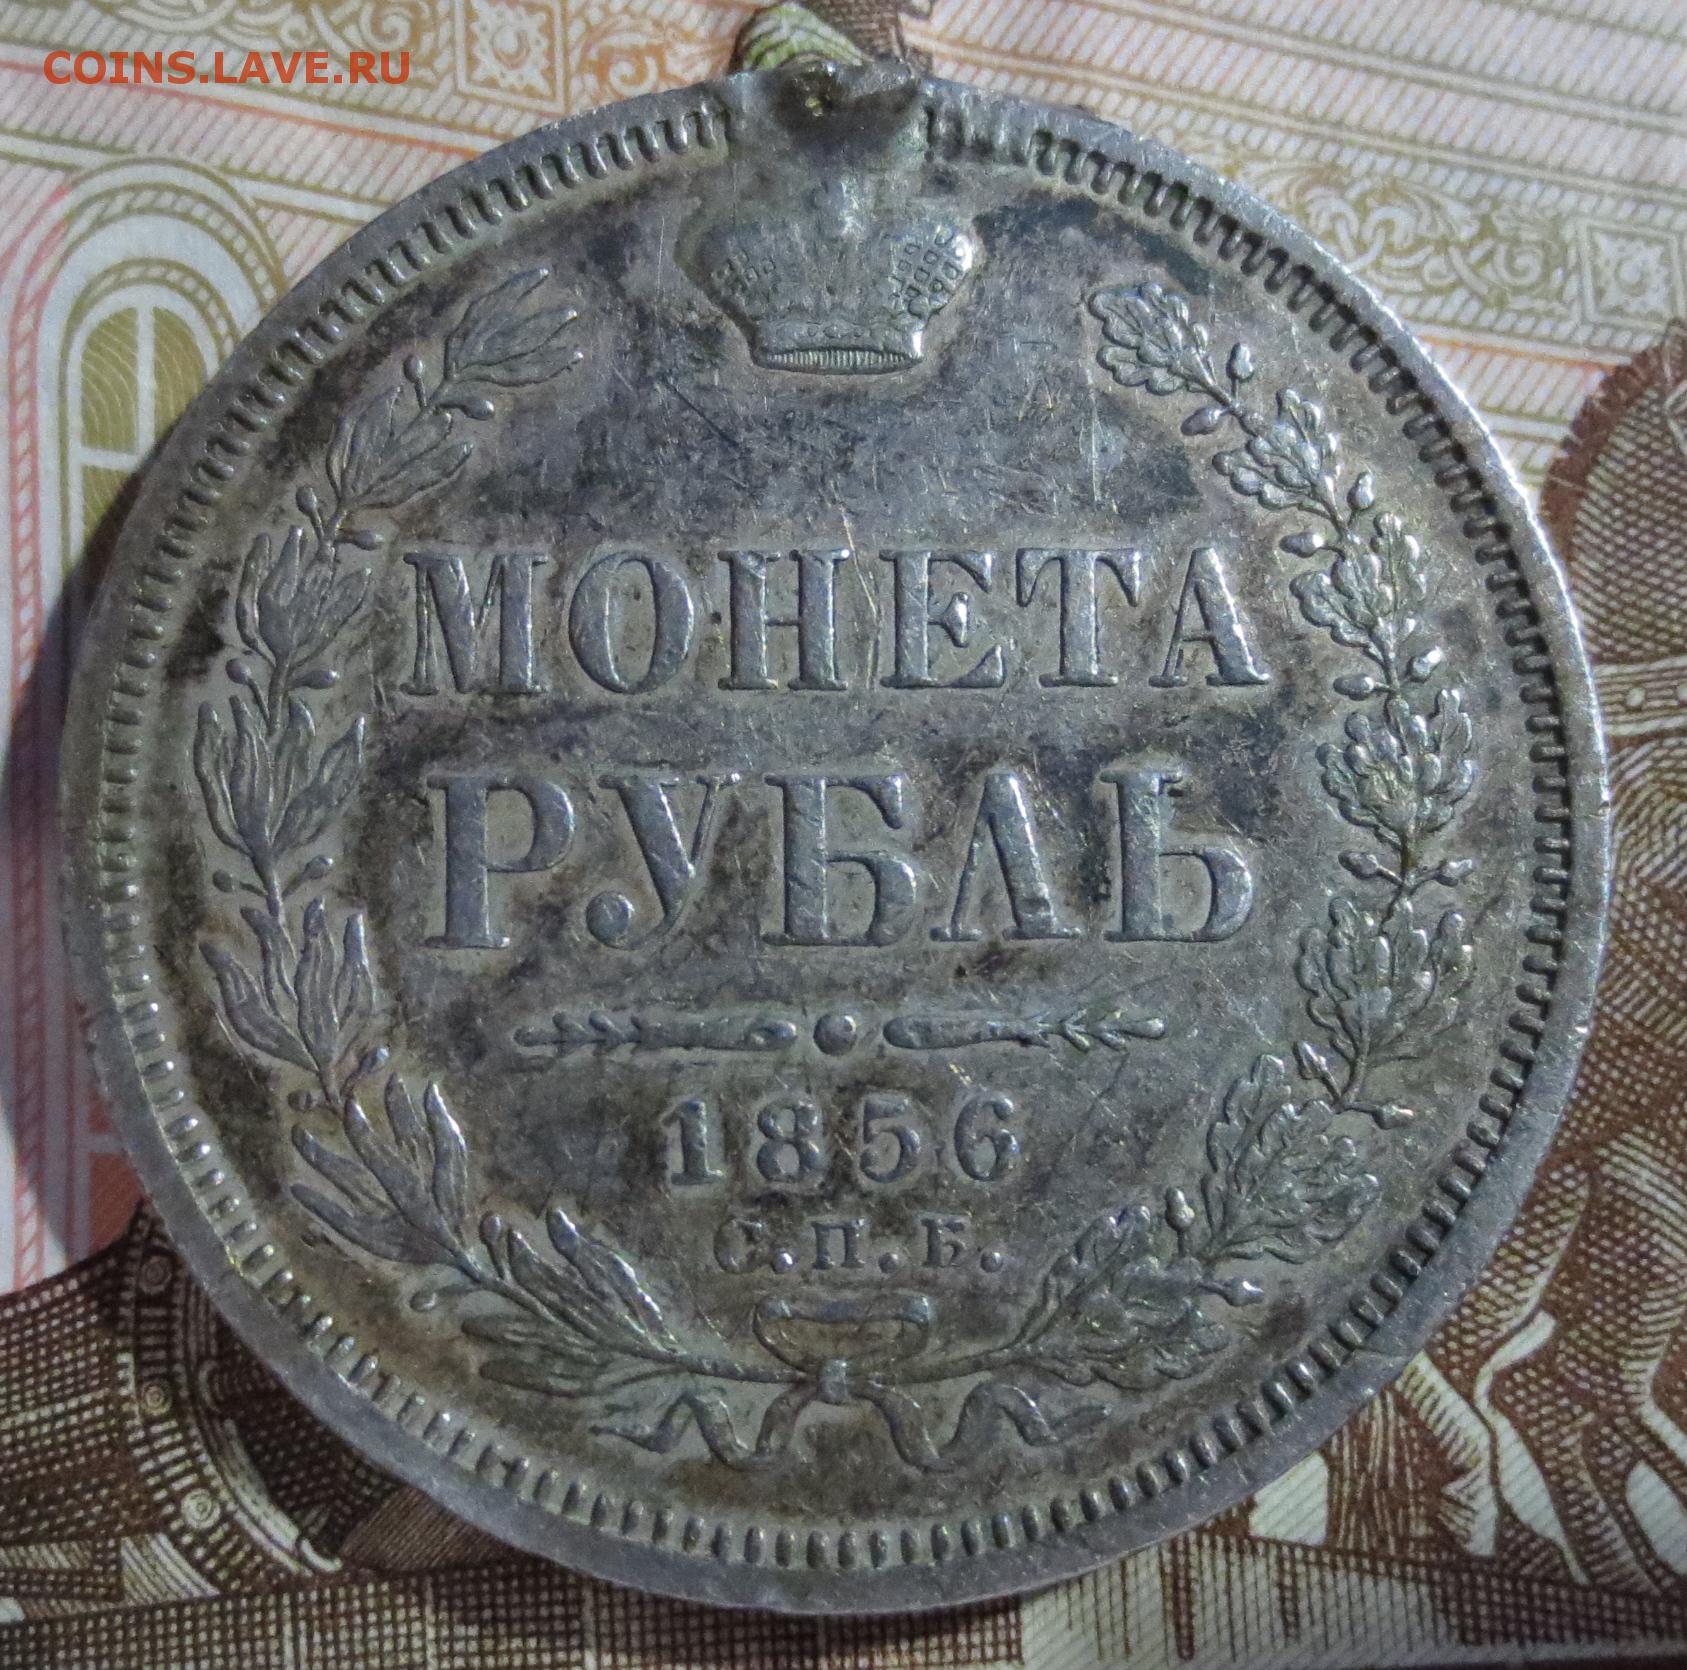 COINS.LAVE.RU
МОНЕТА
РУБЛЬ
1856
С.П.Б.